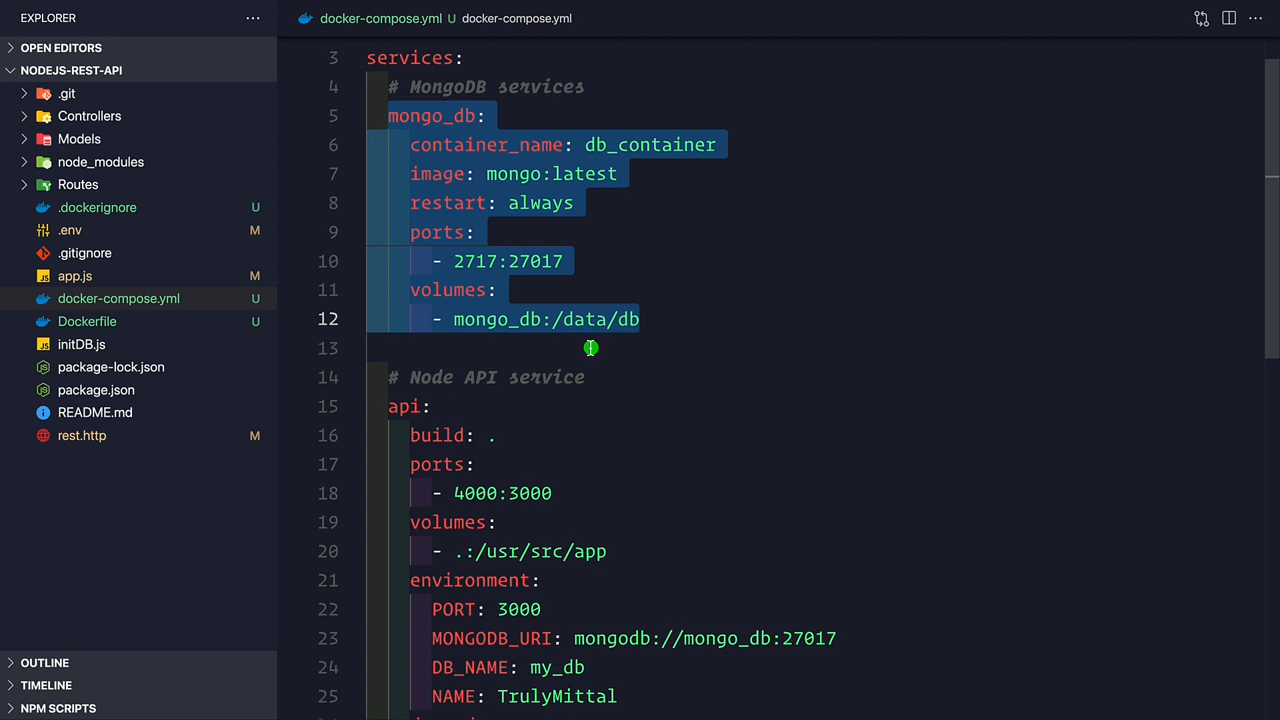 EXPLORER
OPEN EDITORS
NODEJS-REST-API
.git
Controllers
Models
node_modules
Routes
.dockerignore U
.env M
.gitignore
JS app.js M
docker-compose.yml U
Dockerfile U
JS initDB.js
package-lock.json
package.json
README.md
rest.http M
OUTLINE
TIMELINE
NPM SCRIPTS
docker-compose.yml U docker-compose.yml
3 services:
4 # MongoDB services
5 mongo_db:
6 container_name: db_container
7 image: mongo:latest
8 restart: always
9 ports:
10 - 2717:27017
11 volumes:
12 - mongo_db:/data/db
13
14 # Node API service
15 api:
16 build: .
17 ports:
18 - 4000:3000
19 volumes:
20 - .:/usr/src/app
21 environment:
22 PORT: 3000
23 MONGODB_URI: mongodb://mongo_db:27017
24 DB_NAME: my_db
25 NAME: TrulyMittal